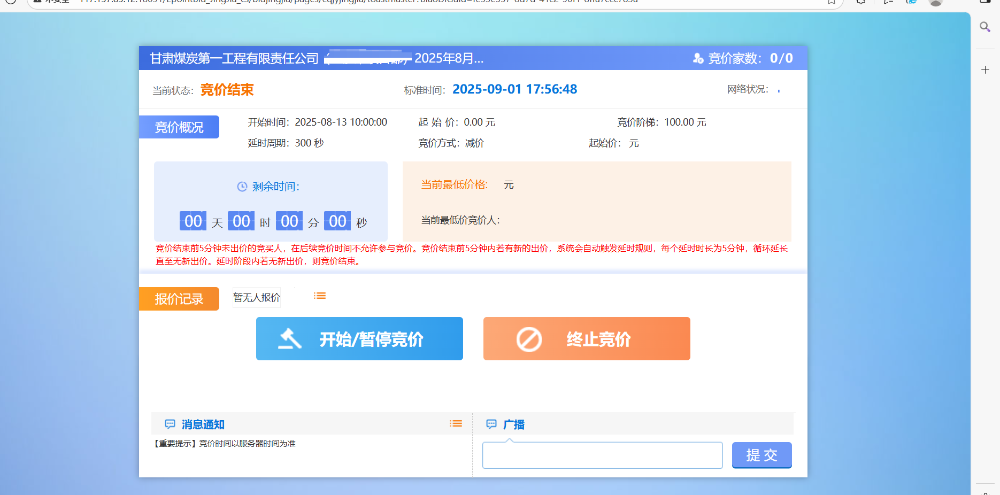 甘肃煤炭第一工程有限责任公司
2025年8月...
竞价家数：0/0
当前状态：竞价结束
标准时间：2025-09-01 17:56:48
网络状况：
竞价概况
开始时间：2025-08-13 10:00:00
起 始 价：0.00 元
竞价阶梯：100.00 元
延时周期：300 秒
竞价方式：减价
起始价： 元
剩余时间：
00 天 00 时 00 分 00 秒
当前最低价格： 元
当前最低价竞价人：
竞价结束前5分钟未出价的竞买人，在后续竞价时间不允许参与竞价。竞价结束前5分钟内若有新的出价，系统会自动触发延时规则，每个延时时长为5分钟，循环延长
直至无新出价。延时阶段内若无新出价，则竞价结束。
报价记录
暂无人报价
开始/暂停竞价
终止竞价
消息通知
广播
【重要提示】竞价时间以服务器时间为准
提 交